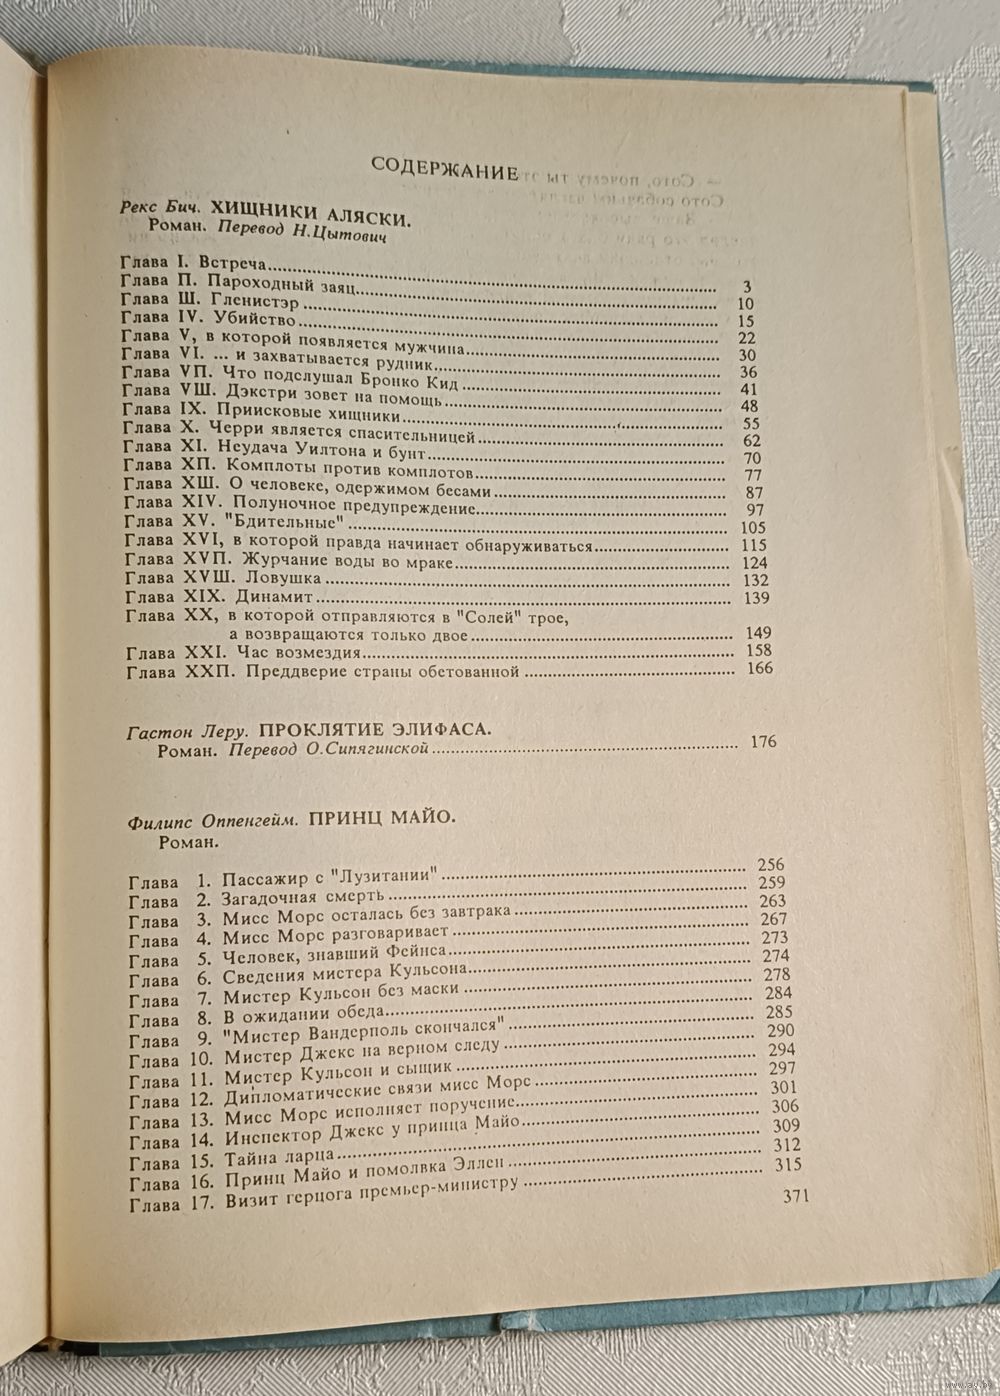 СОДЕРЖАНИЕ
Рекс Бич. ХИЩНИКИ АЛЯСКИ.
Роман. Перевод Н.Цытович
Глава I. Встреча 3
Глава П. Пароходный заяц 10
Глава Ш. Гленистэр 15
Глава IV. Убийство 22
Глава V, в которой появляется мужчина 30
Глава VI. ... и захватывается рудник 36
Глава VП. Что подслушал Бронко Кид 41
Глава VШ. Дэкстри зовет на помощь 48
Глава IX. Приисковые хищники 55
Глава X. Черри является спасительницей 62
Глава XI. Неудача Уилтона и бунт 70
Глава XП. Комплоты против комплотов 77
Глава XШ. О человеке, одержимом бесами 87
Глава XIV. Полуночное предупреждение 97
Глава XV. "Бдительные" 105
Глава XVI, в которой правда начинает обнаруживаться 115
Глава XVП. Журчание воды во мраке 124
Глава XVШ. Ловушка 132
Глава XIX. Динамит 139
Глава XX, в которой отправляются в "Солей" трое,
а возвращаются только двое 149
Глава XXI. Час возмездия 158
Глава XXП. Преддверие страны обетованной 166
Гастон Леру. ПРОКЛЯТИЕ ЭЛИФАСА.
Роман. Перевод О.Сипягинской 176
Филипс Оппенгейм. ПРИНЦ МАЙО.
Роман.
Глава 1. Пассажир с "Лузитании" 256
Глава 2. Загадочная смерть 259
Глава 3. Мисс Морс осталась без завтрака 263
Глава 4. Мисс Морс разговаривает 267
Глава 5. Человек, знавший Фейнса 273
Глава 6. Сведения мистера Кульсона 274
Глава 7. Мистер Кульсон без маски 278
Глава 8. В ожидании обеда 284
Глава 9. "Мистер Вандерполь скончался" 285
Глава 10. Мистер Джекс на верном следу 290
Глава 11. Мистер Кульсон и сыщик 294
Глава 12. Дипломатические связи мисс Морс 297
Глава 13. Мисс Морс исполняет поручение 301
Глава 14. Инспектор Джекс у принца Майо 306
Глава 15. Тайна ларца 309
Глава 16. Принц Майо и помолвка Эллен 312
Глава 17. Визит герцога премьер-министру 315
371